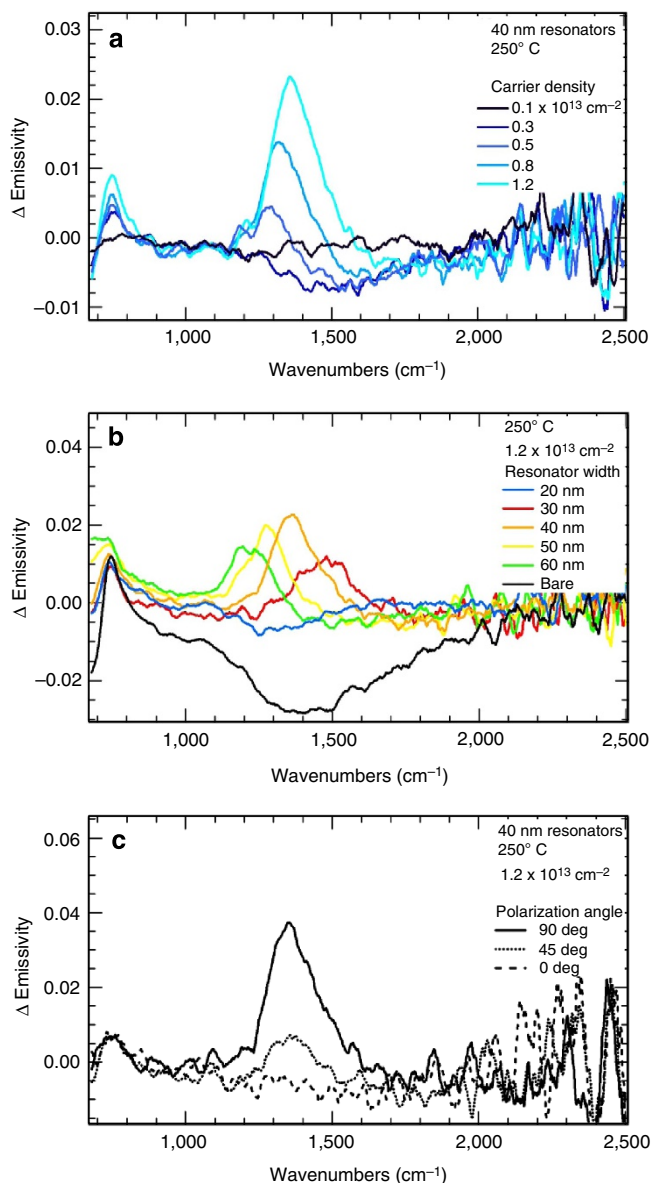 a
40 nm resonators
250° C
Carrier density
0.1 x 10¹³ cm⁻²
0.3
0.5
0.8
1.2
0.03
0.02
0.01
0.00
−0.01
Δ Emissivity
1,000
1,500
2,000
2,500
Wavenumbers (cm⁻¹)
b
250° C
1.2 x 10¹³ cm⁻²
Resonator width
20 nm
30 nm
40 nm
50 nm
60 nm
Bare
0.04
0.02
0.00
−0.02
Δ Emissivity
1,000
1,500
2,000
2,500
Wavenumbers (cm⁻¹)
c
40 nm resonators
250° C
1.2 x 10¹³ cm⁻²
Polarization angle
90 deg
45 deg
0 deg
0.06
0.04
0.02
0.00
Δ Emissivity
1,000
1,500
2,000
2,500
Wavenumbers (cm⁻¹)